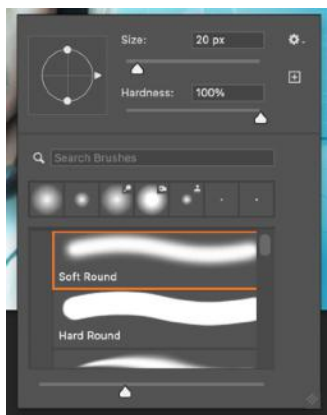 Size: 20 px
Hardness: 100%
Search Brushes
Soft Round
Hard Round